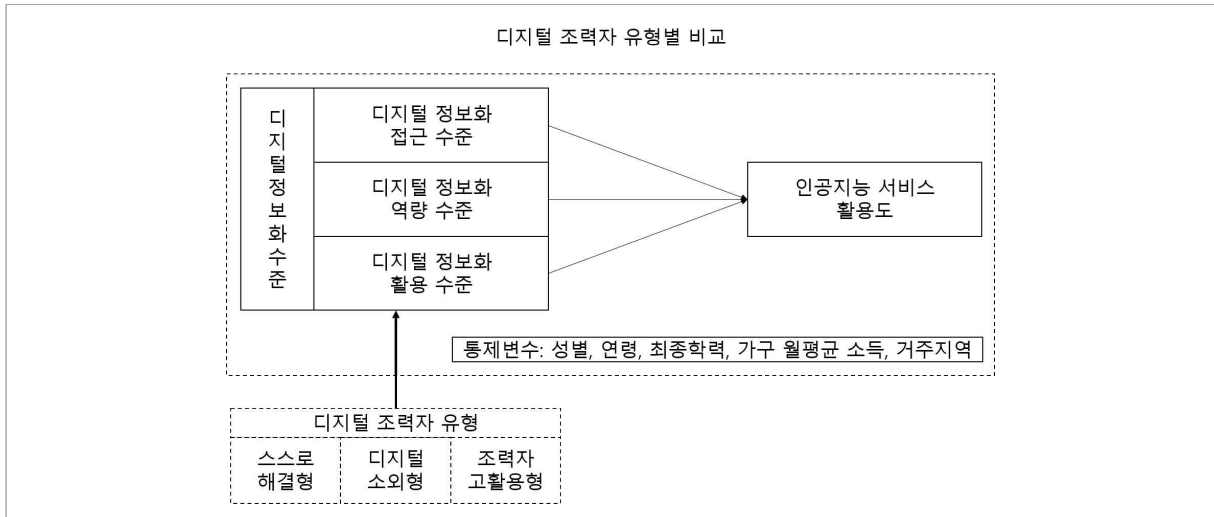 디지털 조력자 유형별 비교
디지털정보화수준
디지털 정보화
접근 수준
디지털 정보화
역량 수준
디지털 정보화
활용 수준
인공지능 서비스
활용도
통제변수: 성별, 연령, 최종학력, 가구 월평균 소득, 거주지역
디지털 조력자 유형
스스로
해결형
디지털
소외형
조력자
고활용형